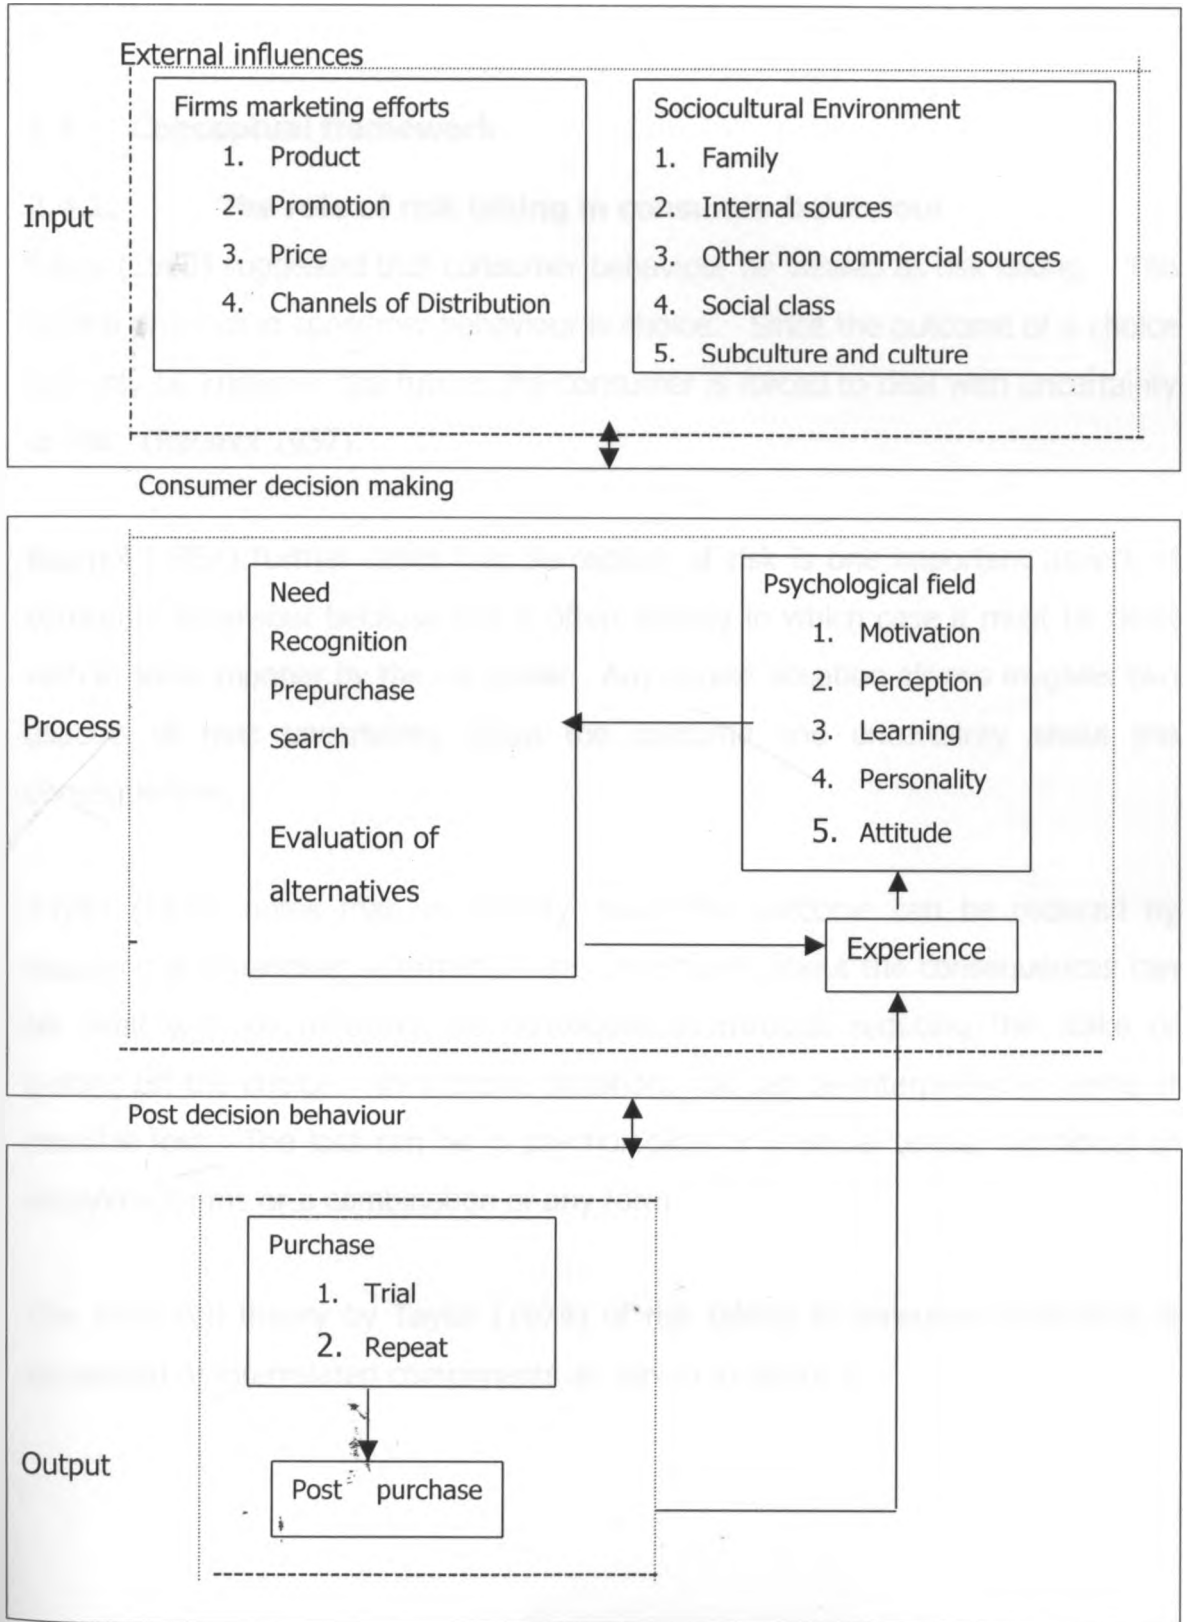 External influences
Input
Firms marketing efforts
1. Product
2. Promotion
3. Price
4. Channels of Distribution
Sociocultural Environment
1. Family
2. Internal sources
3. Other non commercial sources
4. Social class
5. Subculture and culture
Consumer decision making
Process
Need
Recognition
Prepurchase
Search
Evaluation of
alternatives
Psychological field
1. Motivation
2. Perception
3. Learning
4. Personality
5. Attitude
Experience
Post decision behaviour
Output
Purchase
1. Trial
2. Repeat
Post purchase